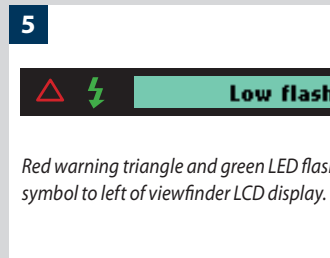 5
Low flash
Red warning triangle and green LED flash
symbol to left of viewfinder LCD display.